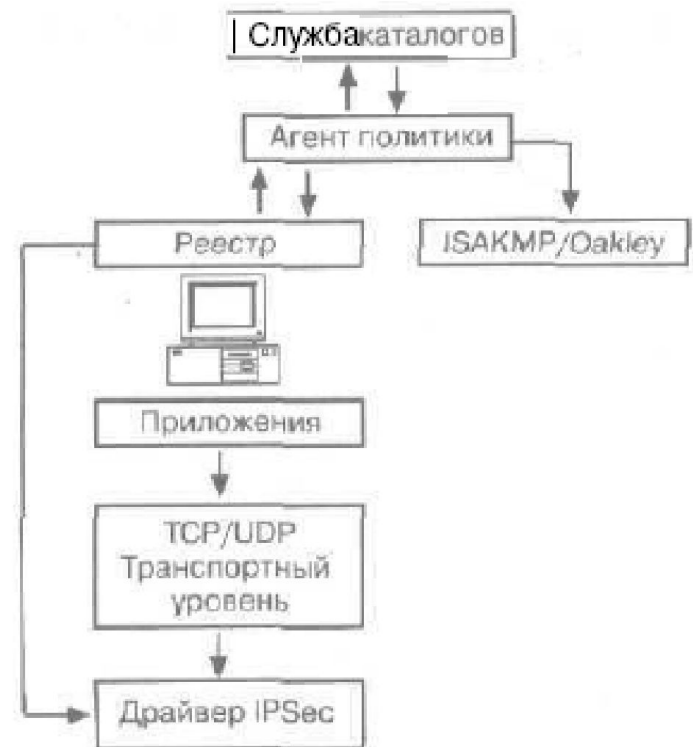 | Службакаталогов
Агент политики
Реестр
ISAKMP/Oakley
Приложения
TCP/UDP
Транспортный
уровень
Драйвер IPSec